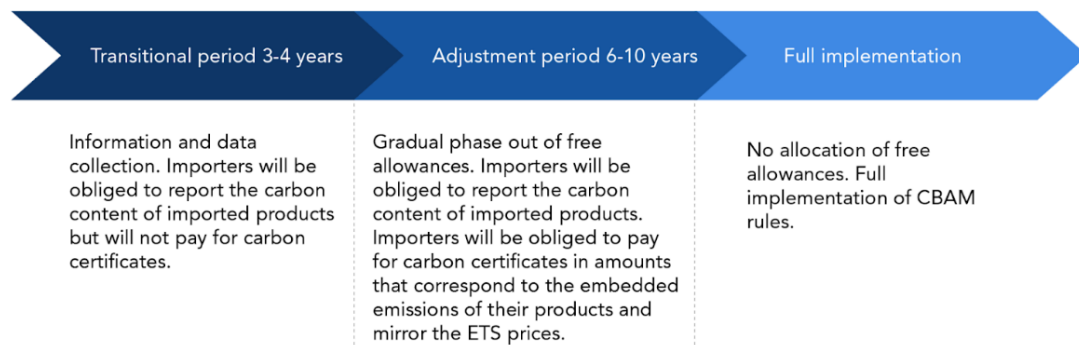 Transitional period 3-4 years
Adjustment period 6-10 years
Full implementation
Information and data
collection. Importers will be
obliged to report the carbon
content of imported products
but will not pay for carbon
certificates.
Gradual phase out of free
allowances. Importers will be
obliged to report the carbon
content of imported products.
Importers will be obliged to pay
for carbon certificates in amounts
that correspond to the embedded
emissions of their products and
mirror the ETS prices.
No allocation of free
allowances. Full
implementation of CBAM
rules.